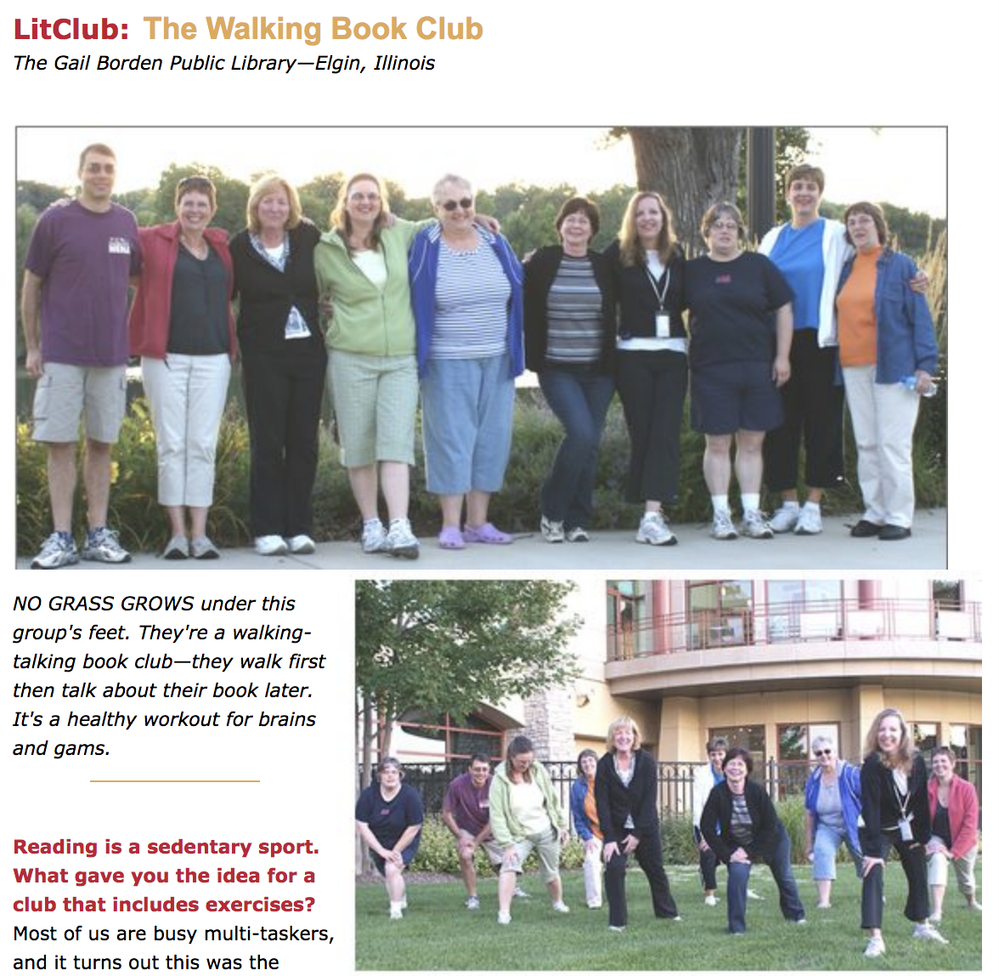 LitClub: The Walking Book Club
The Gail Borden Public Library—Elgin, Illinois
NO GRASS GROWS under this
group's feet. They're a walking-
talking book club—they walk first
then talk about their book later.
It's a healthy workout for brains
and gams.
Reading is a sedentary sport.
What gave you the idea for a
club that includes exercises?
Most of us are busy multi-taskers,
and it turns out this was the